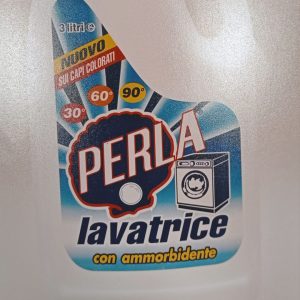 3 litri e
NUOVO
SUI CAPI COLORATI
30° 60° 90°
PERLA
lavatrice
con ammorbidente